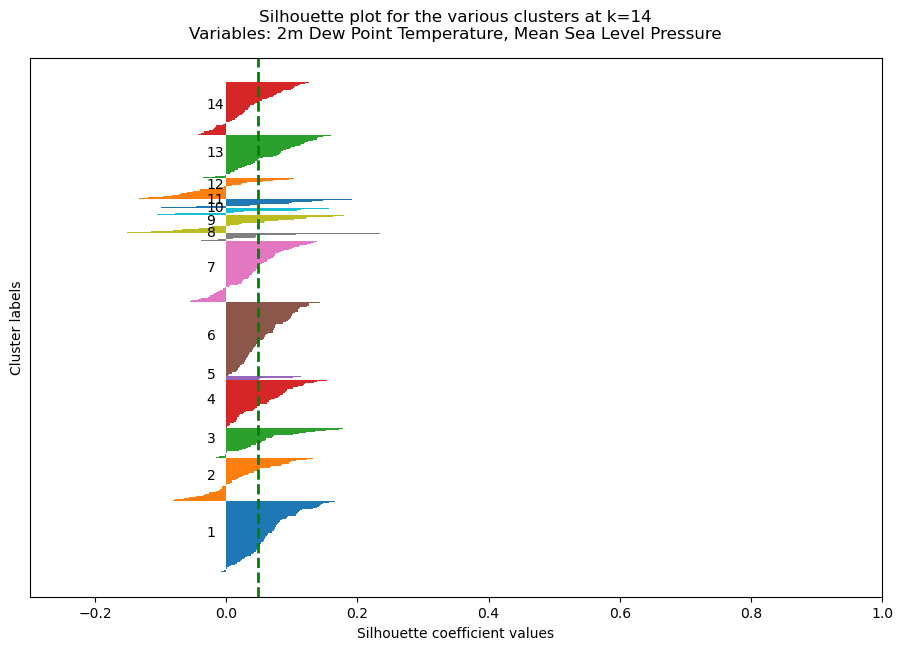 Silhouette plot for the various clusters at k=14
Variables: 2m Dew Point Temperature, Mean Sea Level Pressure
14
13
12
11
10
9
8
7
6
5
4
3
2
1
Cluster labels
−0.2 0.0 0.2 0.4 0.6 0.8 1.0
Silhouette coefficient values